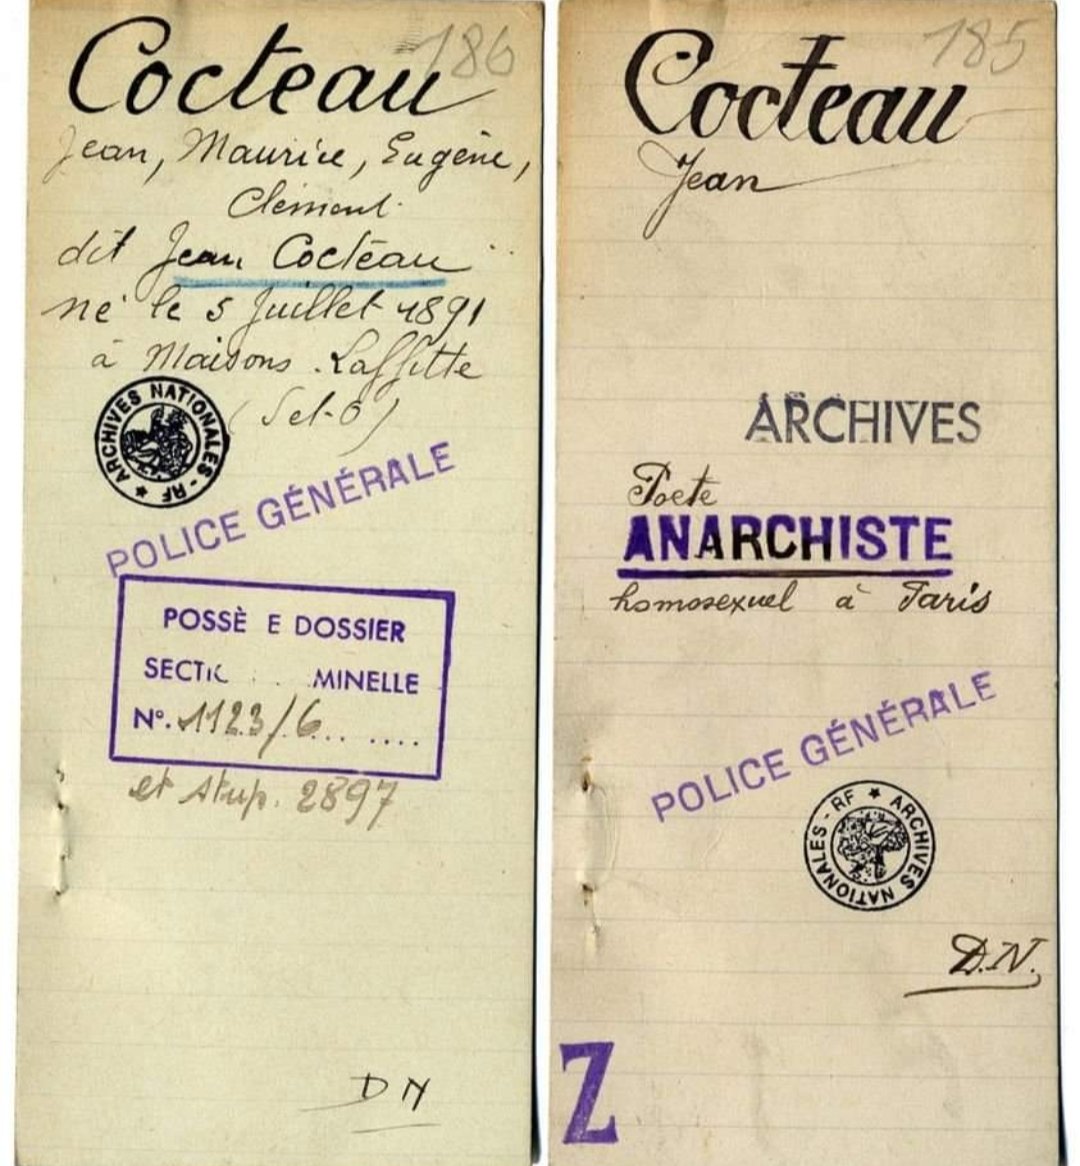 186
Cocteau
Jean, Maurice, Eugène,
Clément
dit Jean Cocteau
né le 5 Juillet 1891
à Maisons-Laffitte
(Set-O)
ARCHIVES NATIONALES - RF
POLICE GÉNÉRALE
POSSÈ E DOSSIER
SECTI MINELLE
N°. 1123/6
et stup. 2897
DN
185
Cocteau
Jean
ARCHIVES
Poete
ANARCHISTE
homosexuel à Paris
POLICE GÉNÉRALE
ARCHIVES NATIONALES - RF
D.N.
Z